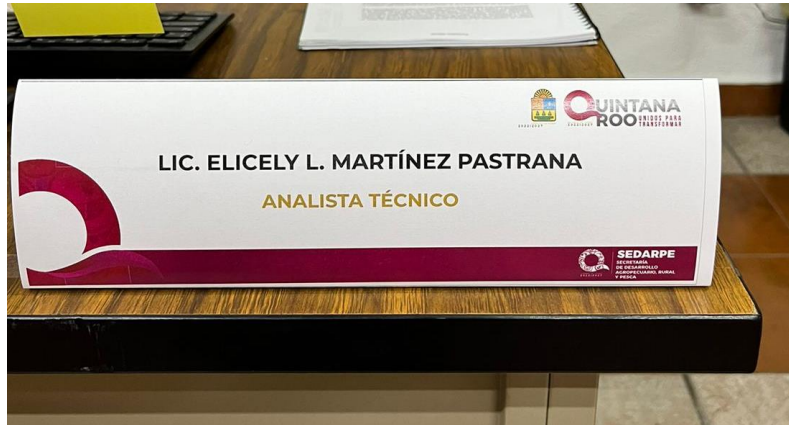 QUINTANA
ROO UNIDOS PARA
TRANSFORMAR
LIC. ELICELY L. MARTÍNEZ PASTRANA
ANALISTA TÉCNICO
SEDARPE
SECRETARÍA
DE DESARROLLO
AGROPECUARIO, RURAL
Y PESCA